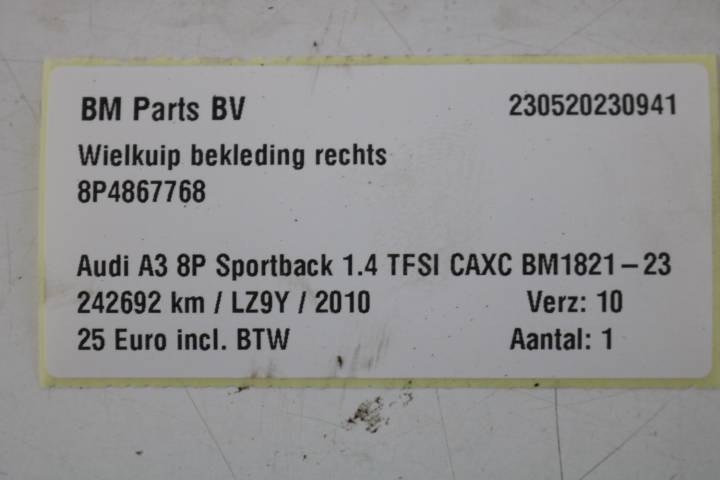 BM Parts BV 230520230941
Wielkuip bekleding rechts
8P4867768
Audi A3 8P Sportback 1.4 TFSI CAXC BM1821-23
242692 km / LZ9Y / 2010 Verz: 10
25 Euro incl. BTW Aantal: 1